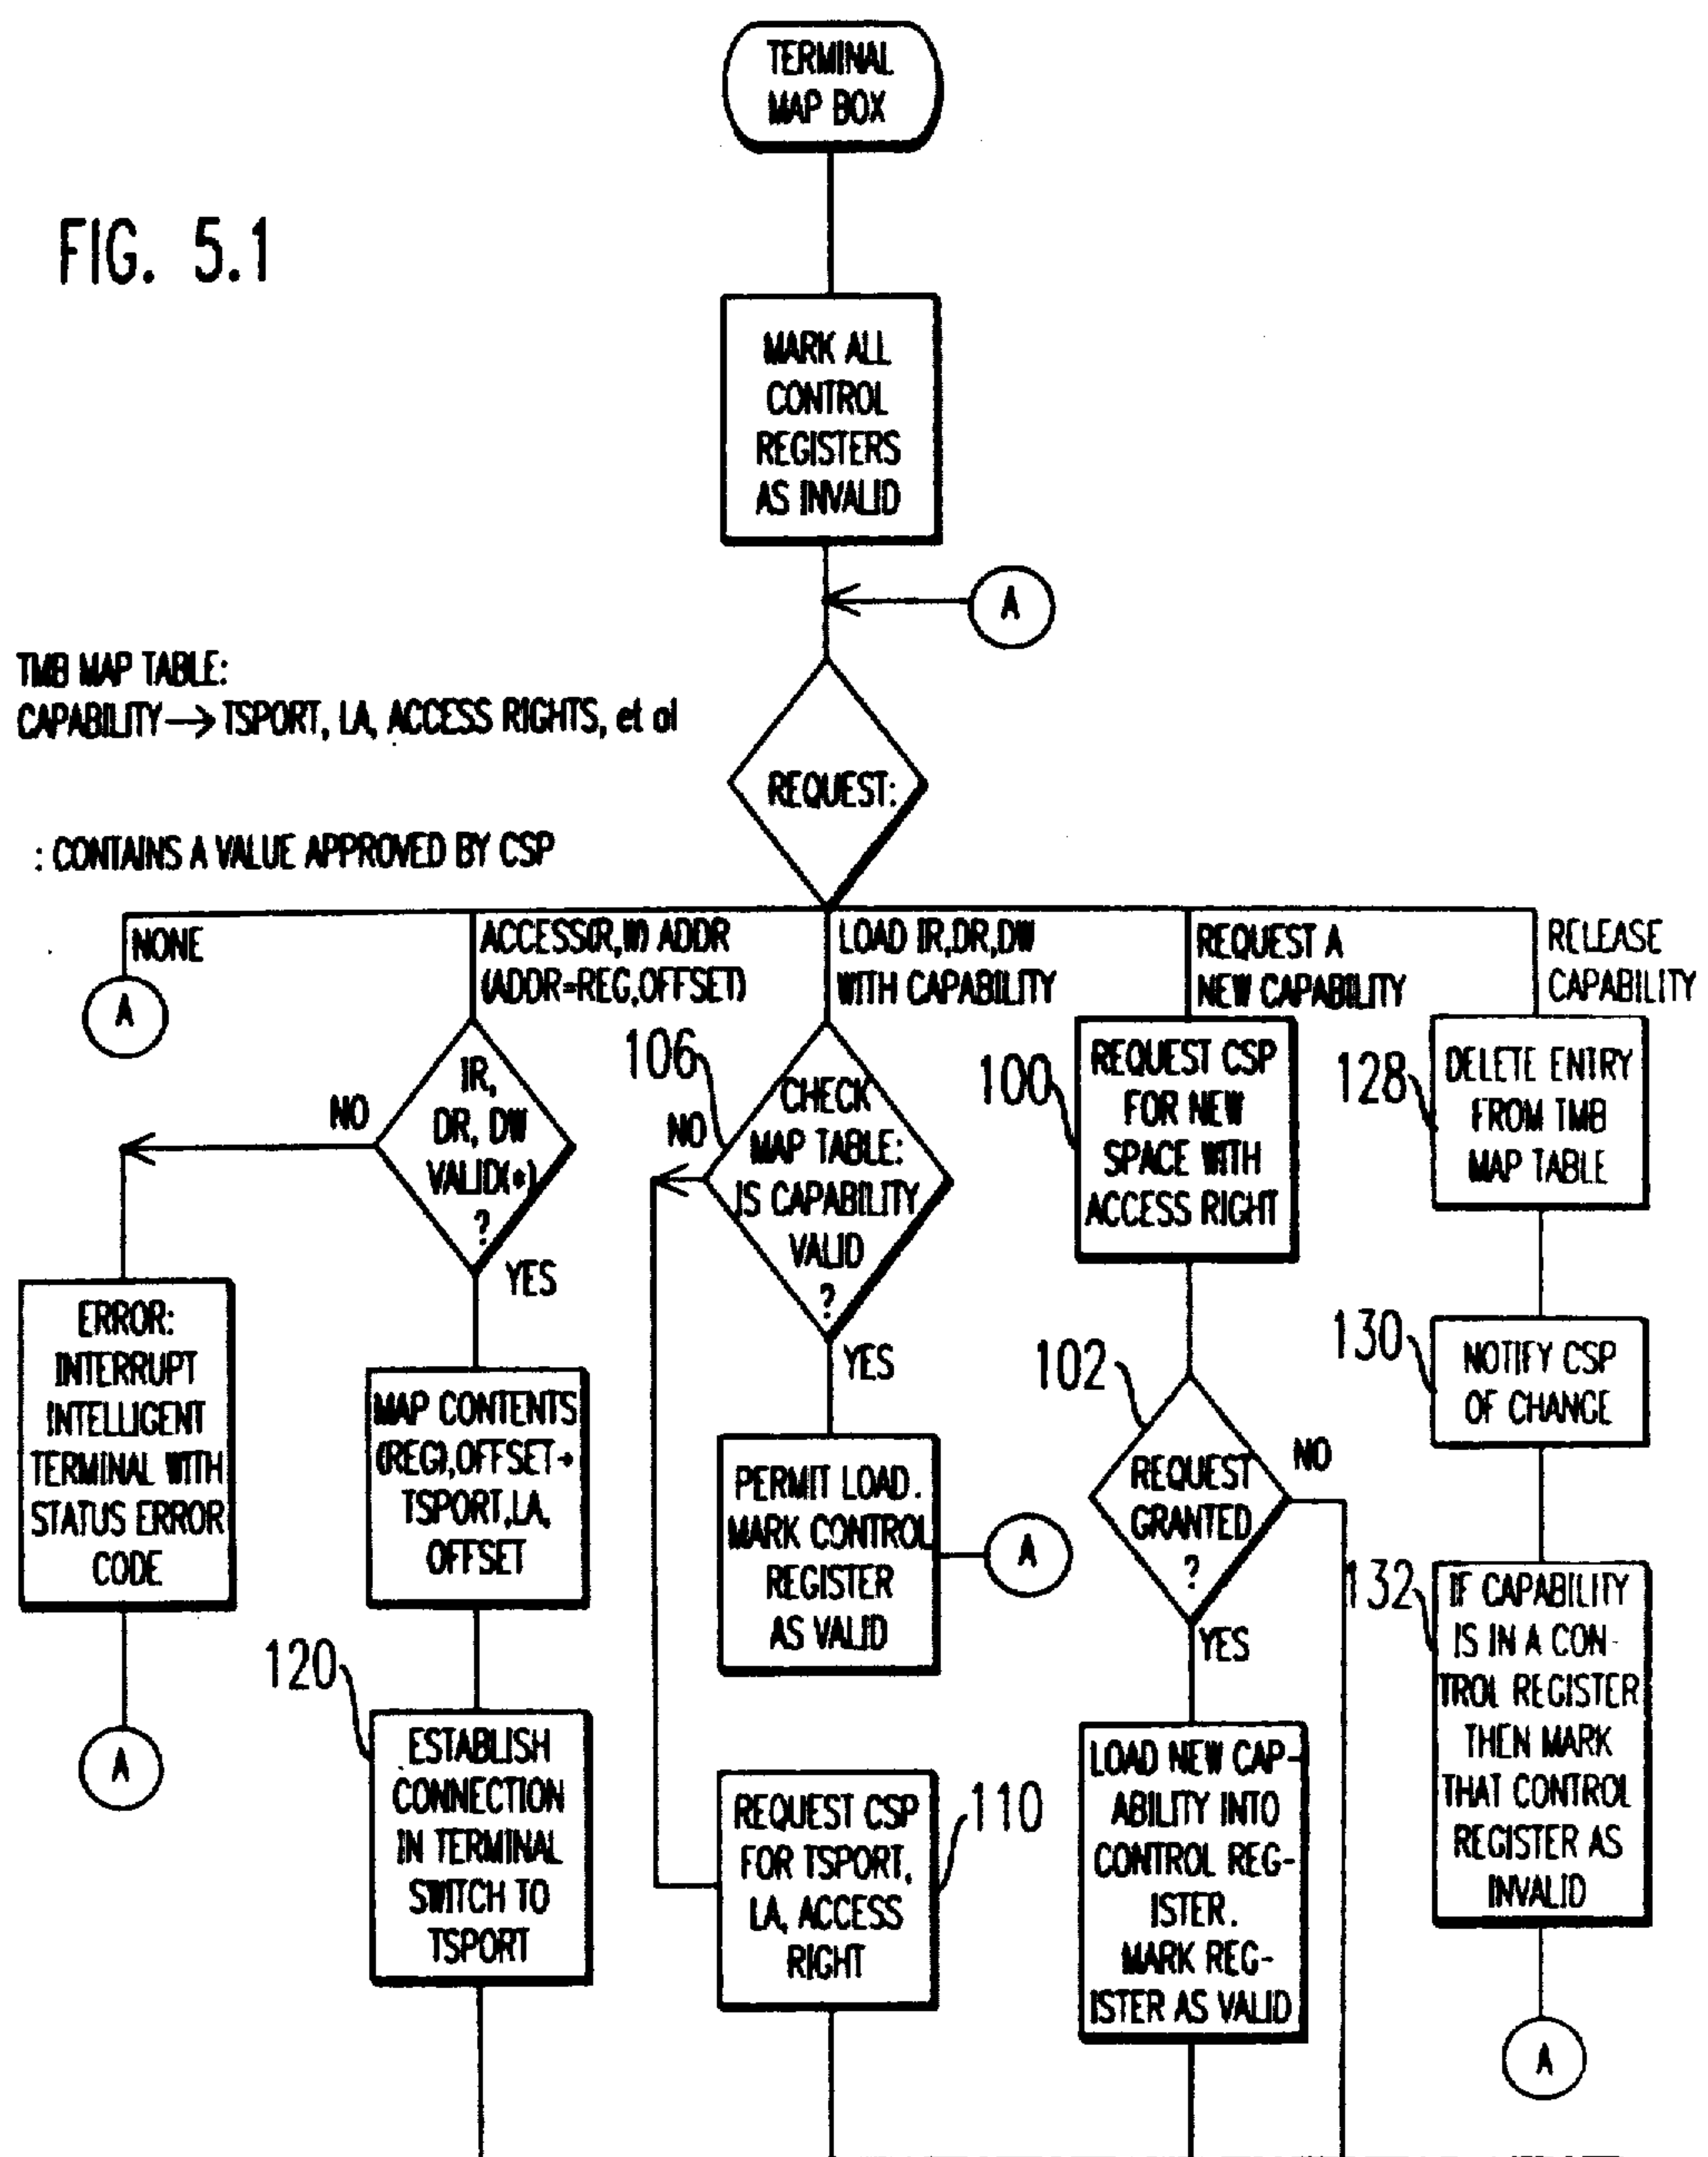 TERMINAL
MAP BOX
FIG. 5.1
MARK ALL
CONTROL
REGISTERS
AS INVALID
A
TMB MAP TABLE:
CAPABILITY→TSPORT, LA, ACCESS RIGHTS, et al
REQUEST:
: CONTAINS A VALUE APPROVED BY CSP
NONE
A
ACCESS(R,W) ADDR
(ADDR=REG,OFFSET)
LOAD IR,DR,DW
WITH CAPABILITY
REQUEST A
NEW CAPABILITY
RELEASE
CAPABILITY
IR,
DR, DW
VALID(*)
?
NO
YES
106
CHECK
MAP TABLE:
IS CAPABILITY
VALID
?
NO
YES
100
REQUEST CSP
FOR NEW
SPACE WITH
ACCESS RIGHT
128
DELETE ENTRY
FROM TMB
MAP TABLE
ERROR:
INTERRUPT
INTELLIGENT
TERMINAL WITH
STATUS ERROR
CODE
A
MAP CONTENTS
(REG),OFFSET→
TSPORT,LA,
OFFSET
PERMIT LOAD.
MARK CONTROL
REGISTER
AS VALID
A
102
REQUEST
GRANTED
?
NO
YES
130
NOTIFY CSP
OF CHANGE
132
IF CAPABILITY
IS IN A CON-
TROL REGISTER
THEN MARK
THAT CONTROL
REGISTER AS
INVALID
A
120
ESTABLISH
CONNECTION
IN TERMINAL
SWITCH TO
TSPORT
110
REQUEST CSP
FOR TSPORT,
LA, ACCESS
RIGHT
LOAD NEW CAP-
ABILITY INTO
CONTROL REG-
ISTER.
MARK REG-
ISTER AS VALID